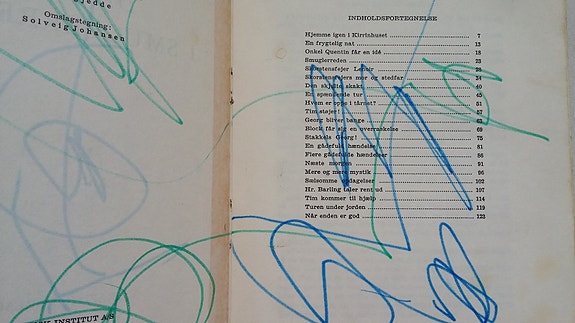 Omslagstegning:
Solveig Johansen
INSTITUT A/S
INDHOLDSFORTEGNELSE
Hjemme igen i Kirrinhuset 7
En frygtelig nat 13
Onkel Quentin får en idé 18
Smuglerreden 23
Skorstensfejer Lenoir 28
Skorstensfejers mor og stedfar 34
Den skjulte skakt 40
En spændende tur 45
Hvem er oppe i tårnet? 51
Tim støjer! 57
Georg bliver bange 63
Block får sig en overraskelse 69
Stakkels Georg! 75
En gådefuld hændelse 81
Flere gådefulde hændelser 86
Næste morgen 91
Mere og mere mystik 96
Sælsomme opdagelser 102
Hr. Barling taler rent ud 107
Tim kommer til hjælp 114
Turen under jorden 119
Når enden er god 123